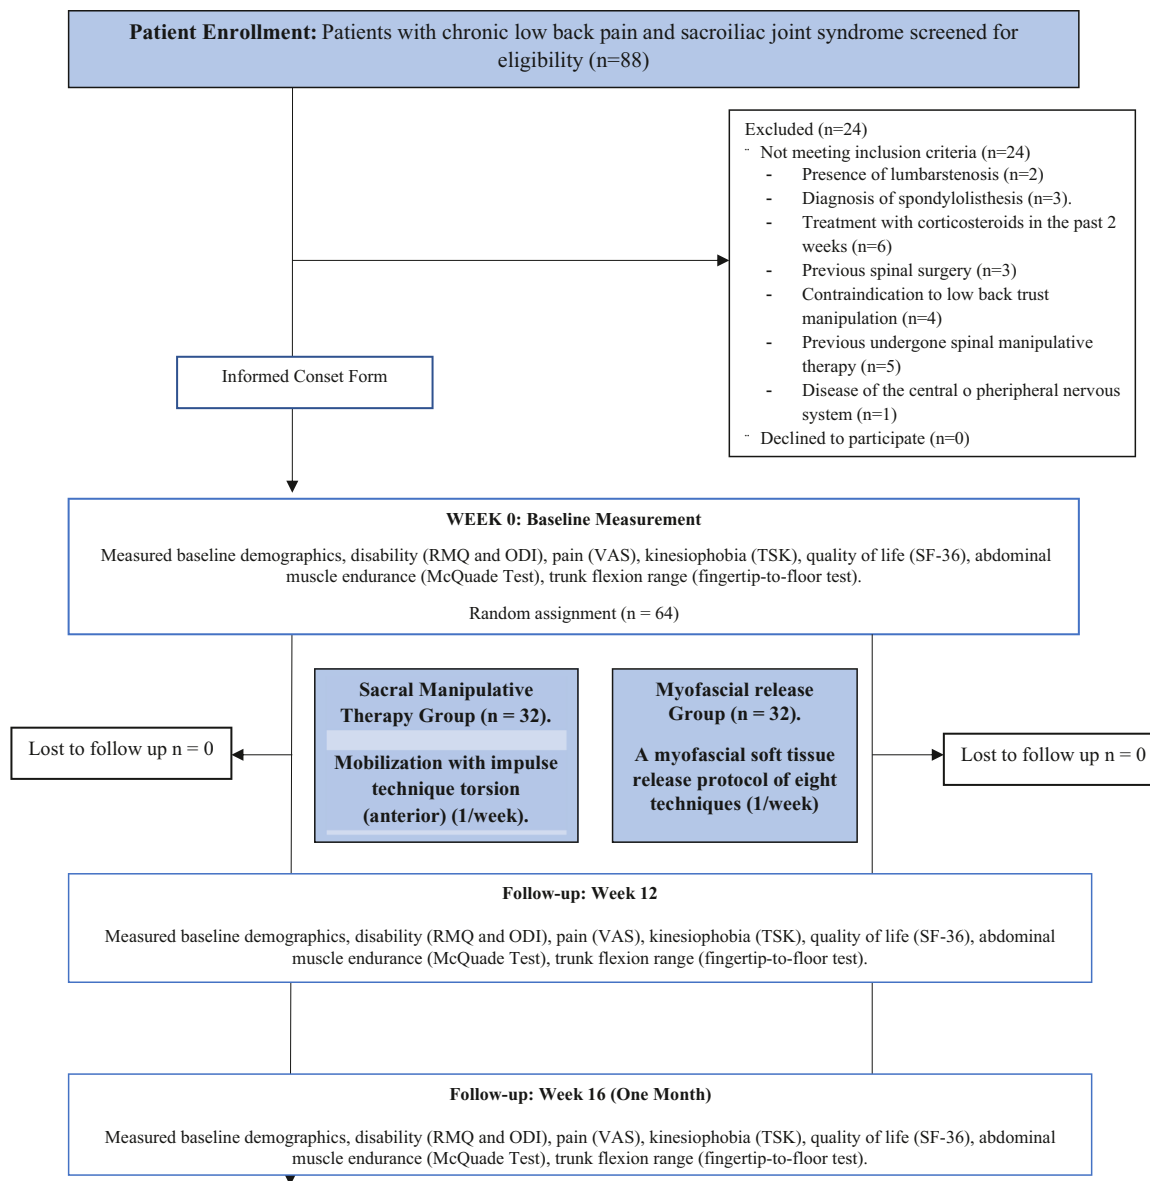 Patient Enrollment: Patients with chronic low back pain and sacroiliac joint syndrome screened for
eligibility (n=88)
Excluded (n=24)
¨ Not meeting inclusion criteria (n=24)
- Presence of lumbarstenosis (n=2)
- Diagnosis of spondylolisthesis (n=3).
- Treatment with corticosteroids in the past 2
weeks (n=6)
- Previous spinal surgery (n=3)
- Contraindication to low back trust
manipulation (n=4)
- Previous undergone spinal manipulative
therapy (n=5)
- Disease of the central o pheripheral nervous
system (n=1)
¨ Declined to participate (n=0)
Informed Conset Form
WEEK 0: Baseline Measurement
Measured baseline demographics, disability (RMQ and ODI), pain (VAS), kinesiophobia (TSK), quality of life (SF-36), abdominal
muscle endurance (McQuade Test), trunk flexion range (fingertip-to-floor test).
Random assignment (n = 64)
Sacral Manipulative
Therapy Group (n = 32).
Mobilization with impulse
technique torsion
(anterior) (1/week).
Myofascial release
Group (n = 32).
A myofascial soft tissue
release protocol of eight
techniques (1/week)
Lost to follow up n = 0
Lost to follow up n = 0
Follow-up: Week 12
Measured baseline demographics, disability (RMQ and ODI), pain (VAS), kinesiophobia (TSK), quality of life (SF-36), abdominal
muscle endurance (McQuade Test), trunk flexion range (fingertip-to-floor test).
Follow-up: Week 16 (One Month)
Measured baseline demographics, disability (RMQ and ODI), pain (VAS), kinesiophobia (TSK), quality of life (SF-36), abdominal
muscle endurance (McQuade Test), trunk flexion range (fingertip-to-floor test).